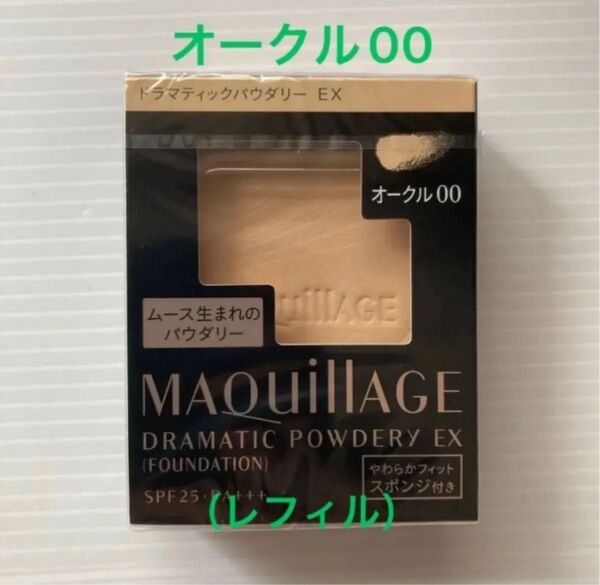 オークル00
ドラマティックパウダリー EX
オークル00
quillAGE
ムース生まれの
パウダリー
MAQuillAGE
DRAMATIC POWDERY EX
(FOUNDATION)
やわらかフィット
スポンジ付き
SPF25・PA+++
(レフィル)